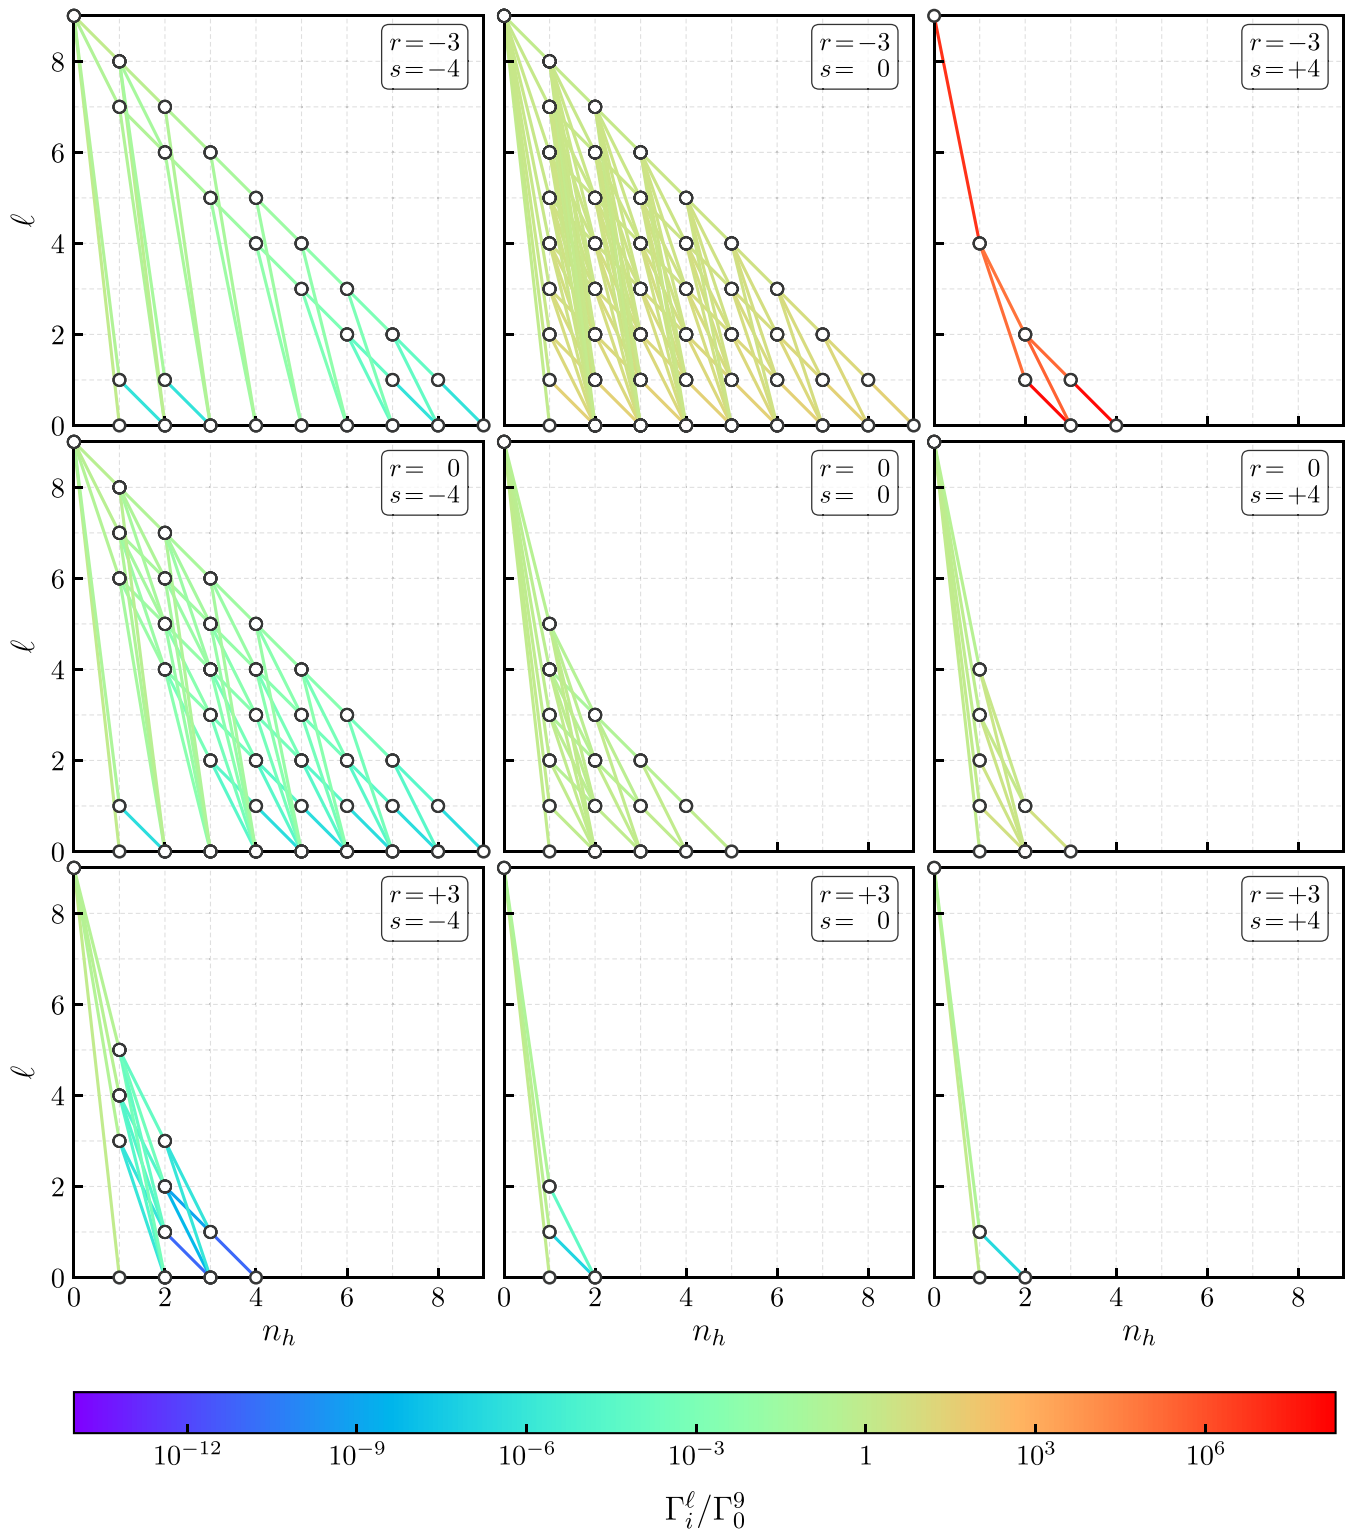 r = −3
s = −4
r = −3
s = 0
r = −3
s = +4
8
6
ℓ
4
2
0
r = 0
s = −4
r = 0
s = 0
r = 0
s = +4
8
6
ℓ
4
2
0
r = +3
s = −4
r = +3
s = 0
r = +3
s = +4
8
6
ℓ
4
2
0
0 2 4 6 8
0 2 4 6 8
0 2 4 6 8
n_h
n_h
n_h
10^{−12} 10^{−9} 10^{−6} 10^{−3} 1 10^{3} 10^{6}
Γ_i^ℓ/Γ_0^9